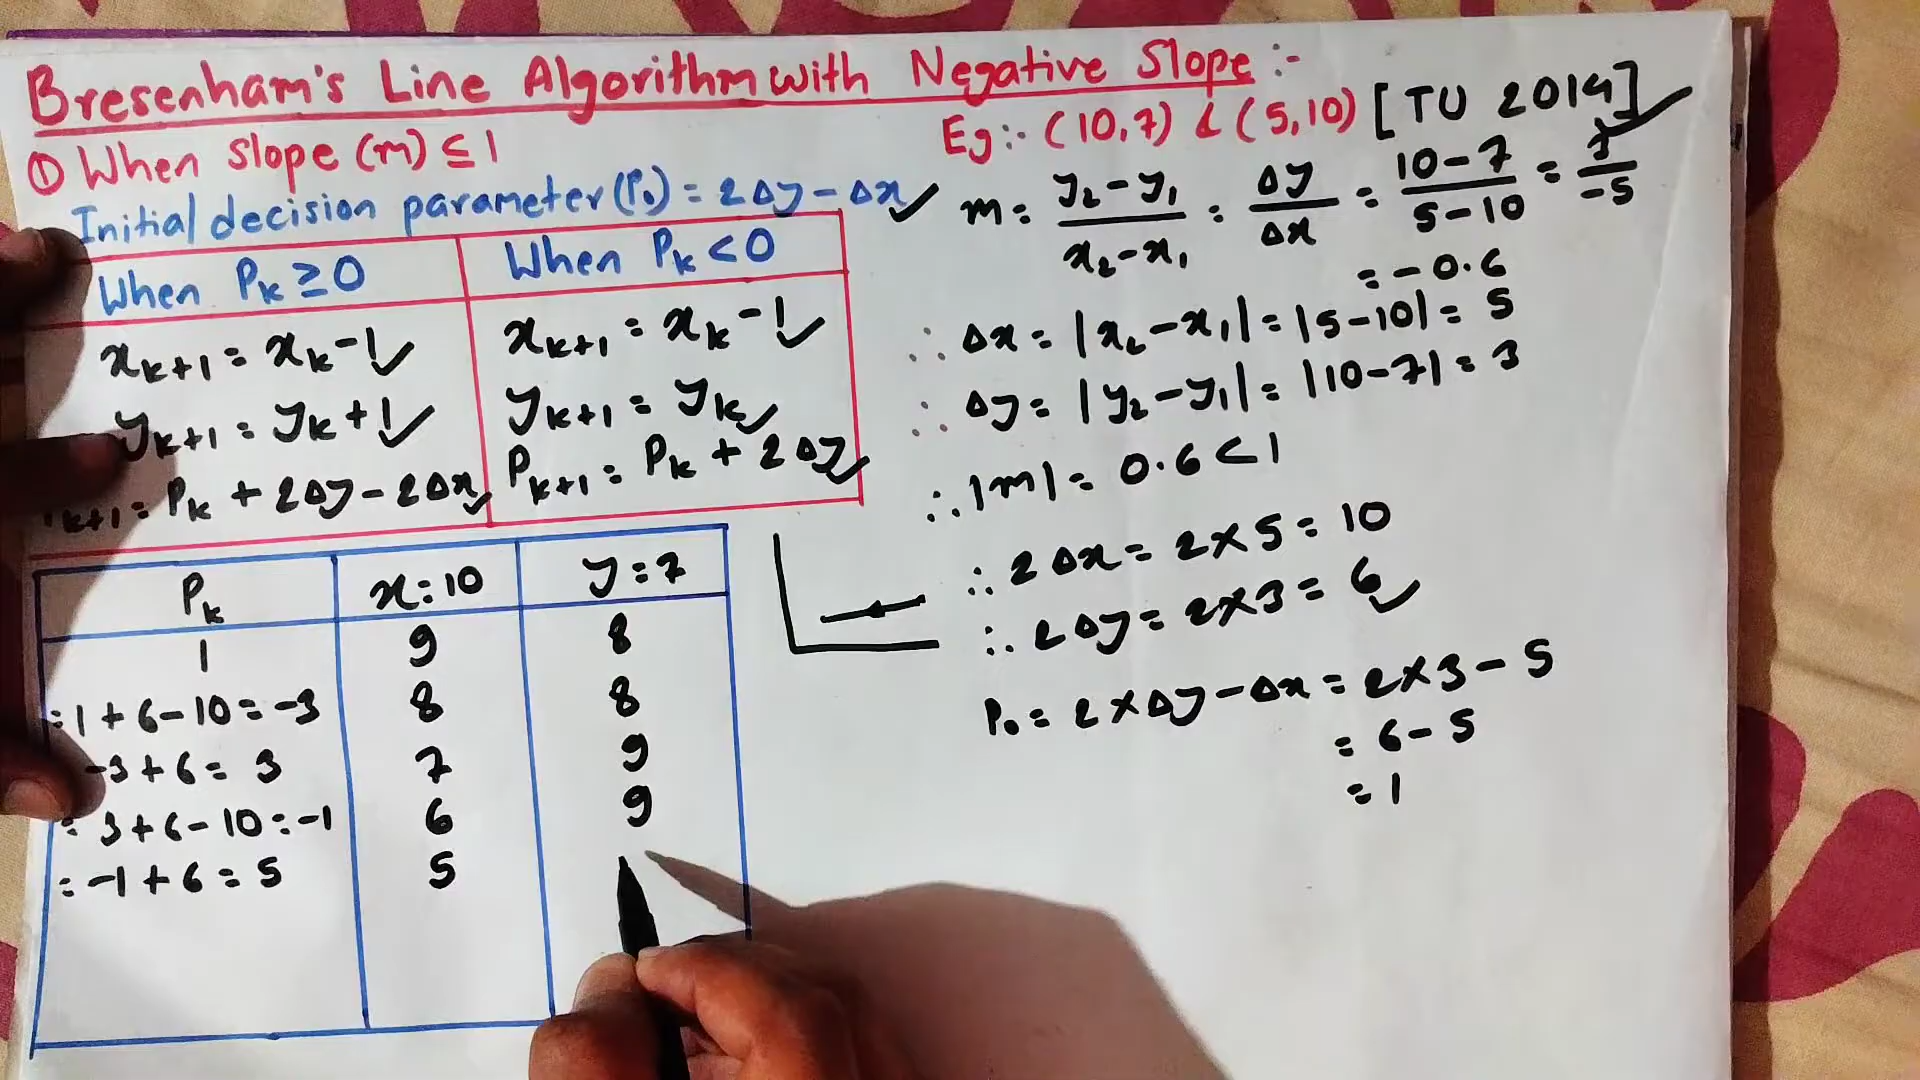 Bresenham's Line Algorithm with Negative Slope :-
① When slope (m) ≤ 1
Eg:- (10,7) & (5,10) [TU 2014] ✓
Initial decision parameter (P₀) = 2Δy - Δx ✓
When Pk ≥ 0
xk+1 = xk - 1 ✓
yk+1 = yk + 1 ✓
k+1 = Pk + 2Δy - 2Δx ✓
When Pk < 0
xk+1 = xk - 1 ✓
yk+1 = yk ✓
Pk+1 = Pk + 2Δy ✓
Pk x=10 y=7
1 9 8
=1+6-10=-3 8 8
-3+6= 3 7 9
= 3+6-10=-1 6 9
= -1+6 = 5 5
m = y₂-y₁/x₂-x₁ = Δy/Δx = 10-7/5-10 = 3/-5
= -0.6
∴ Δx = |x₂-x₁| = |5-10| = 5
∴ Δy = |y₂-y₁| = |10-7| = 3
∴ |m| = 0.6 < 1
∴ 2Δx = 2×5 = 10
∴ 2Δy = 2×3 = 6 ✓
P₀ = 2×Δy-Δx = 2×3-5
= 6-5
= 1